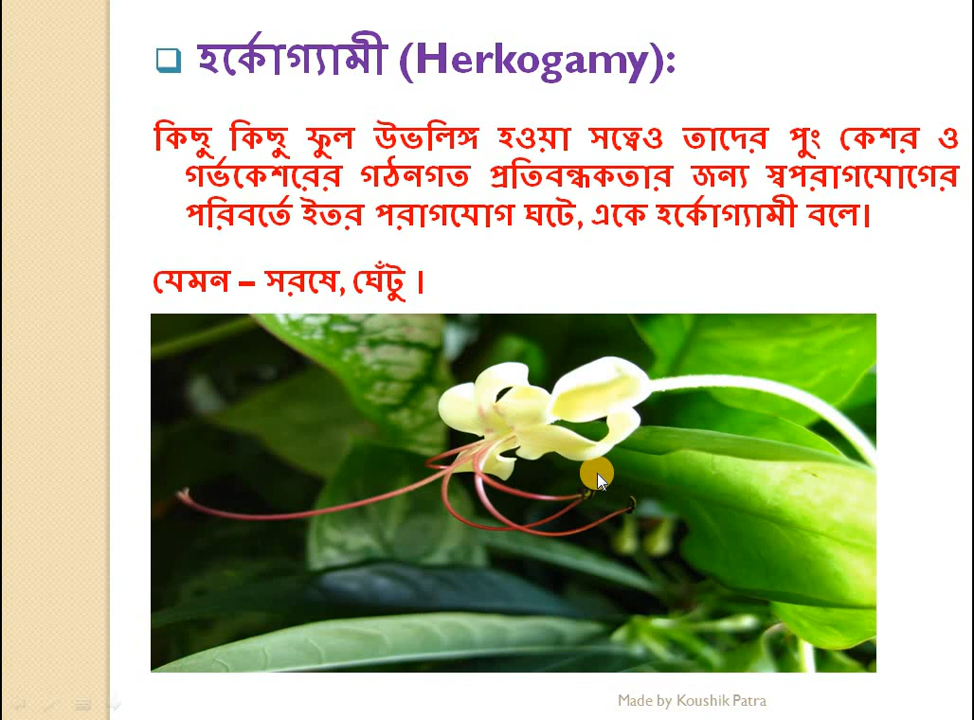 হর্কোগ্যামী (Herkogamy):
কিছু কিছু ফুল উভলিঙ্গ হওয়া সত্বেও তাদের পুং কেশর ও
গর্ভকেশরের গঠনগত প্রতিবন্ধকতার জন্য স্বপরাগযোগের
পরিবর্তে ইতর পরাগযোগ ঘটে, একে হর্কোগ্যামী বলে।
যেমন – সরষে, ঘেঁটু ।
Made by Koushik Patra